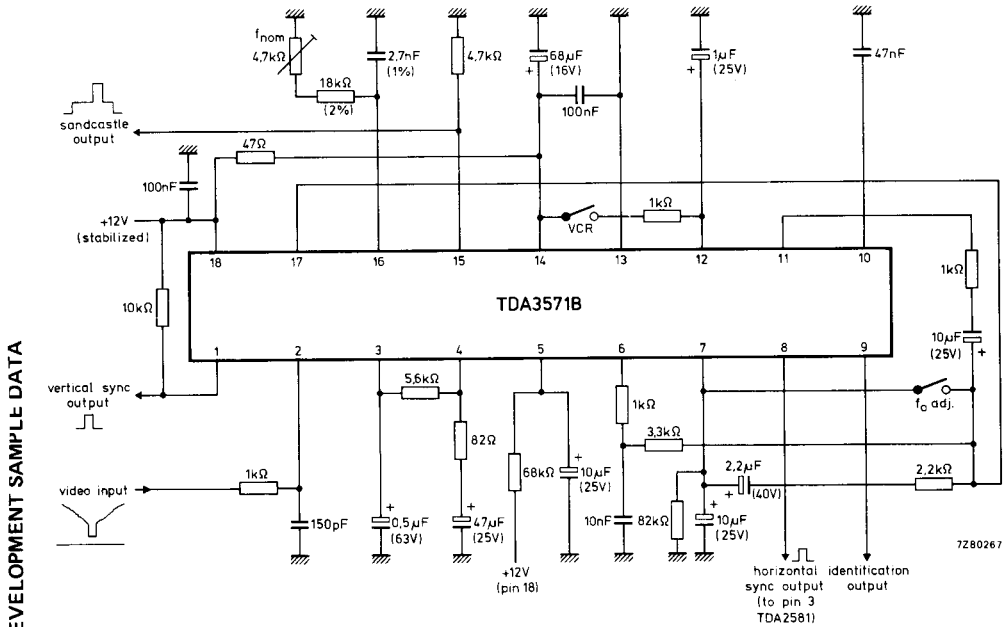 DEVELOPMENT SAMPLE DATA
fnom
4,7kΩ
18kΩ
(2%)
2,7nF
(1%)
4,7kΩ
68µF
(16V)
+
100nF
1µF
(25V)
+
47nF
sandcastle
output
47Ω
100nF
+12V
(stabilized)
VCR
1kΩ
18
17
16
15
14
13
12
11
10
TDA3571B
1kΩ
10µF
(25V)
+
10kΩ
1
2
3
4
5
6
7
8
9
vertical sync
output
5,6kΩ
82Ω
1kΩ
3,3kΩ
fo adj.
video input
1kΩ
150pF
+
0,5µF
(63V)
+
47µF
(25V)
68kΩ
+
10µF
(25V)
10nF
82kΩ
+
10µF
(25V)
2,2µF
+
(40V)
2,2kΩ
+12V
(pin 18)
7Z80267
horizontal
sync output
(to pin 3
TDA2581)
identification
output